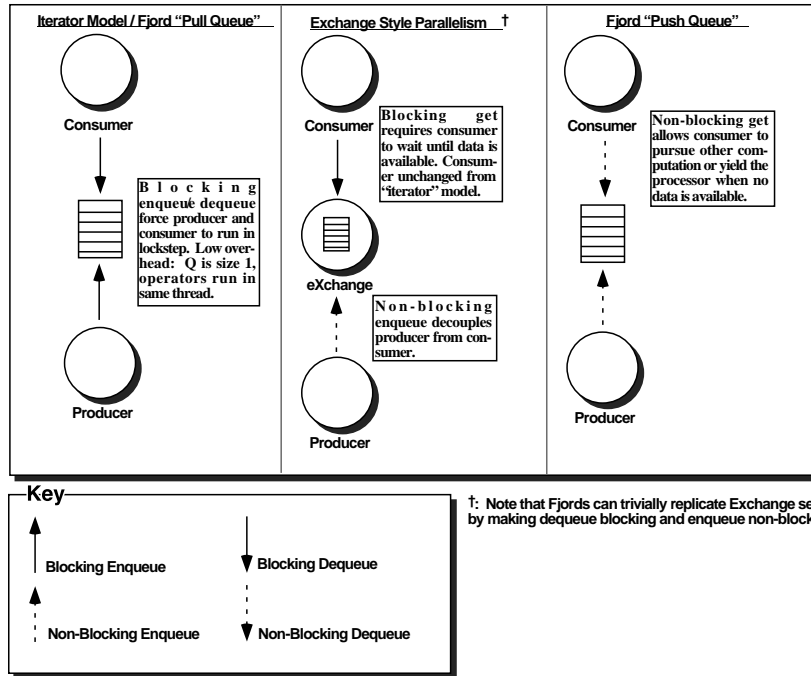 Iterator Model / Fjord “Pull Queue”
Consumer
Blocking
enqueue/ dequeue
force producer and
consumer to run in
lockstep. Low over-
head: Q is size 1,
operators run in
same thread.
Producer
Exchange Style Parallelism †
Consumer
Blocking get
requires consumer
to wait until data is
available. Consum-
er unchanged from
“iterator” model.
eXchange
Non-blocking
enqueue decouples
producer from con-
sumer.
Producer
Fjord “Push Queue”
Consumer
Non-blocking get
allows consumer to
pursue other com-
putation or yield the
processor when no
data is available.
Producer
Key
Blocking Enqueue
Blocking Dequeue
Non-Blocking Enqueue
Non-Blocking Dequeue
†: Note that Fjords can trivially replicate Exchange se
by making dequeue blocking and enqueue non-block